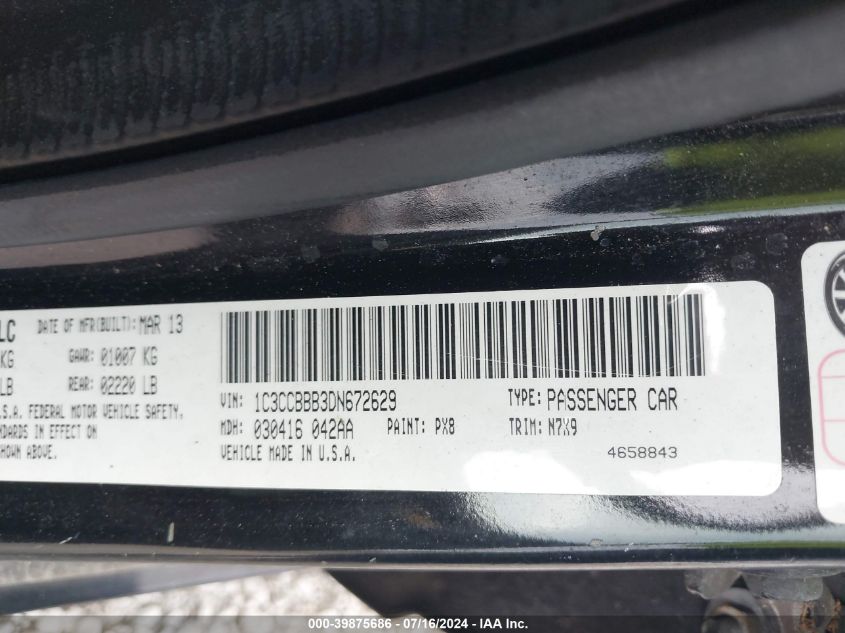 LC DATE OF MFR(BUILT): MAR 13
KG GAWR: 01007 KG
LB REAR: 02220 LB
.S.A. FEDERAL MOTOR VEHICLE SAFETY,
NDARDS IN EFFECT ON
SHOWN ABOVE.
VIN: 1C3CCBBB3DN672629 TYPE: PASSENGER CAR
MDH: 030416 042AA PAINT: PX8 TRIM: N7X9
VEHICLE MADE IN U.S.A. 4658843
000-39875686 - 07/16/2024 - IAA Inc.